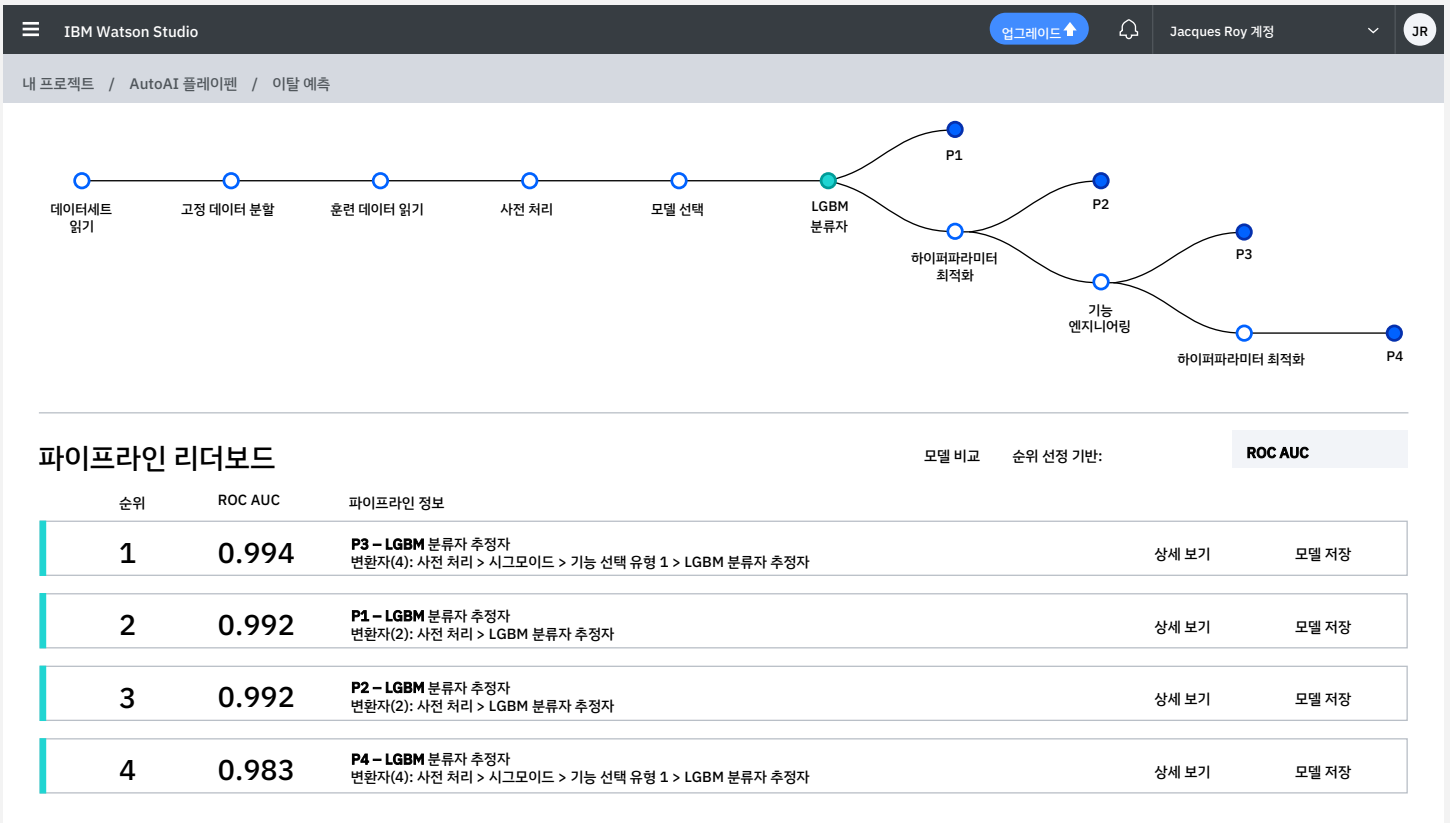 IBM Watson Studio
업그레이드
Jacques Roy 계정
JR
내 프로젝트 / AutoAI 플레이펜 / 이탈 예측
P1
P2
P3
P4
데이터세트
읽기
고정 데이터 분할
훈련 데이터 읽기
사전 처리
모델 선택
LGBM
분류자
하이퍼파라미터
최적화
기능
엔지니어링
하이퍼파라미터 최적화
파이프라인 리더보드
모델 비교
순위 선정 기반:
ROC AUC
순위
ROC AUC
파이프라인 정보
1
0.994
P3 – LGBM 분류자 추정자
변환자(4): 사전 처리 > 시그모이드 > 기능 선택 유형 1 > LGBM 분류자 추정자
상세 보기
모델 저장
2
0.992
P1 – LGBM 분류자 추정자
변환자(2): 사전 처리 > LGBM 분류자 추정자
상세 보기
모델 저장
3
0.992
P2 – LGBM 분류자 추정자
변환자(2): 사전 처리 > LGBM 분류자 추정자
상세 보기
모델 저장
4
0.983
P4 – LGBM 분류자 추정자
변환자(4): 사전 처리 > 시그모이드 > 기능 선택 유형 1 > LGBM 분류자 추정자
상세 보기
모델 저장